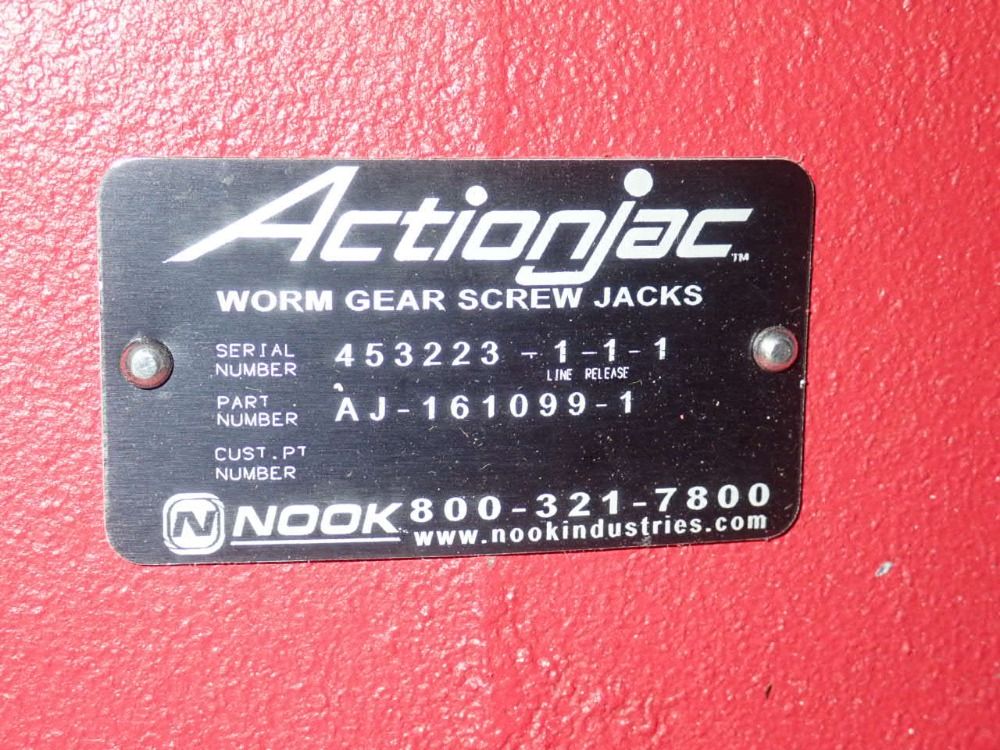 Actionjac™
WORM GEAR SCREW JACKS
SERIAL NUMBER 453223-1-1-1
LINE RELEASE
PART NUMBER AJ-161099-1
CUST.PT NUMBER
N NOOK 800-321-7800
www.nookindustries.com